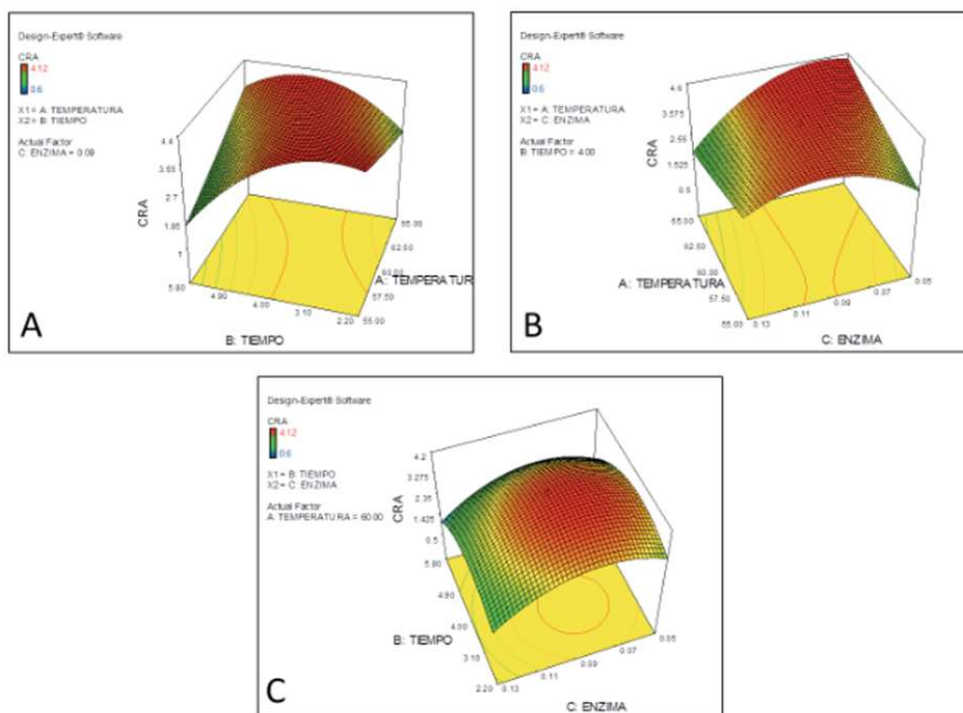 Design-Expert® Software
CRA
4.12
0.6
X1 = A: TEMPERATURA
X2 = B: TIEMPO
Actual Factor
C: ENZIMA = 0.09
4.4
3.55
2.7
1.85
1
CRA
5.80
4.90
4.00
3.10
2.20
B: TIEMPO
65.00
62.50
60.00
57.50
55.00
A: TEMPERATUR
A
Design-Expert® Software
CRA
4.12
0.6
X1 = A: TEMPERATURA
X2 = C: ENZIMA
Actual Factor
B: TIEMPO = 4.00
4.6
3.575
2.55
1.525
0.5
CRA
65.00
62.50
60.00
57.50
55.00
A: TEMPERATURA
0.13
0.11
0.09
0.07
0.05
C: ENZIMA
B
Design-Expert® Software
CRA
4.12
0.6
X1 = B: TIEMPO
X2 = C: ENZIMA
Actual Factor
A: TEMPERATURA = 60.00
4.2
3.275
2.35
1.425
0.5
CRA
5.80
4.90
4.00
3.10
2.20
B: TIEMPO
0.13
0.11
0.09
0.07
0.05
C: ENZIMA
C